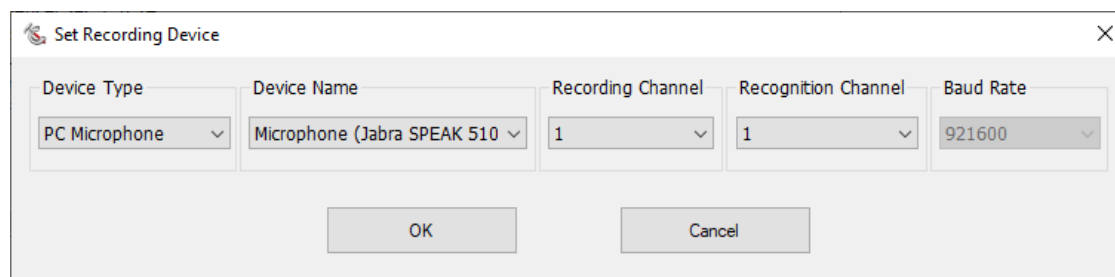 Set Recording Device
Device Type Device Name Recording Channel Recognition Channel Baud Rate
PC Microphone Microphone (Jabra SPEAK 510 1 1 921600
OK Cancel